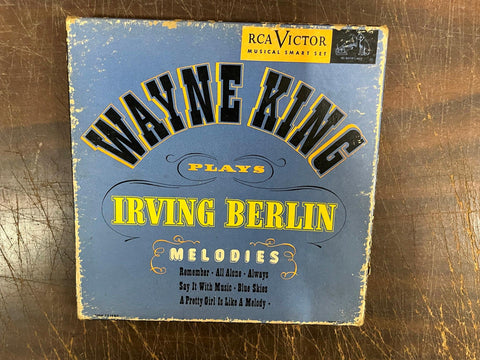 RCA VICTOR
MUSICAL SMART SET
WAYNE KING
PLAYS
IRVING BERLIN
MELODIES
Remember - All Alone - Always
Say It With Music - Blue Skies
A Pretty Girl Is Like A Melody -